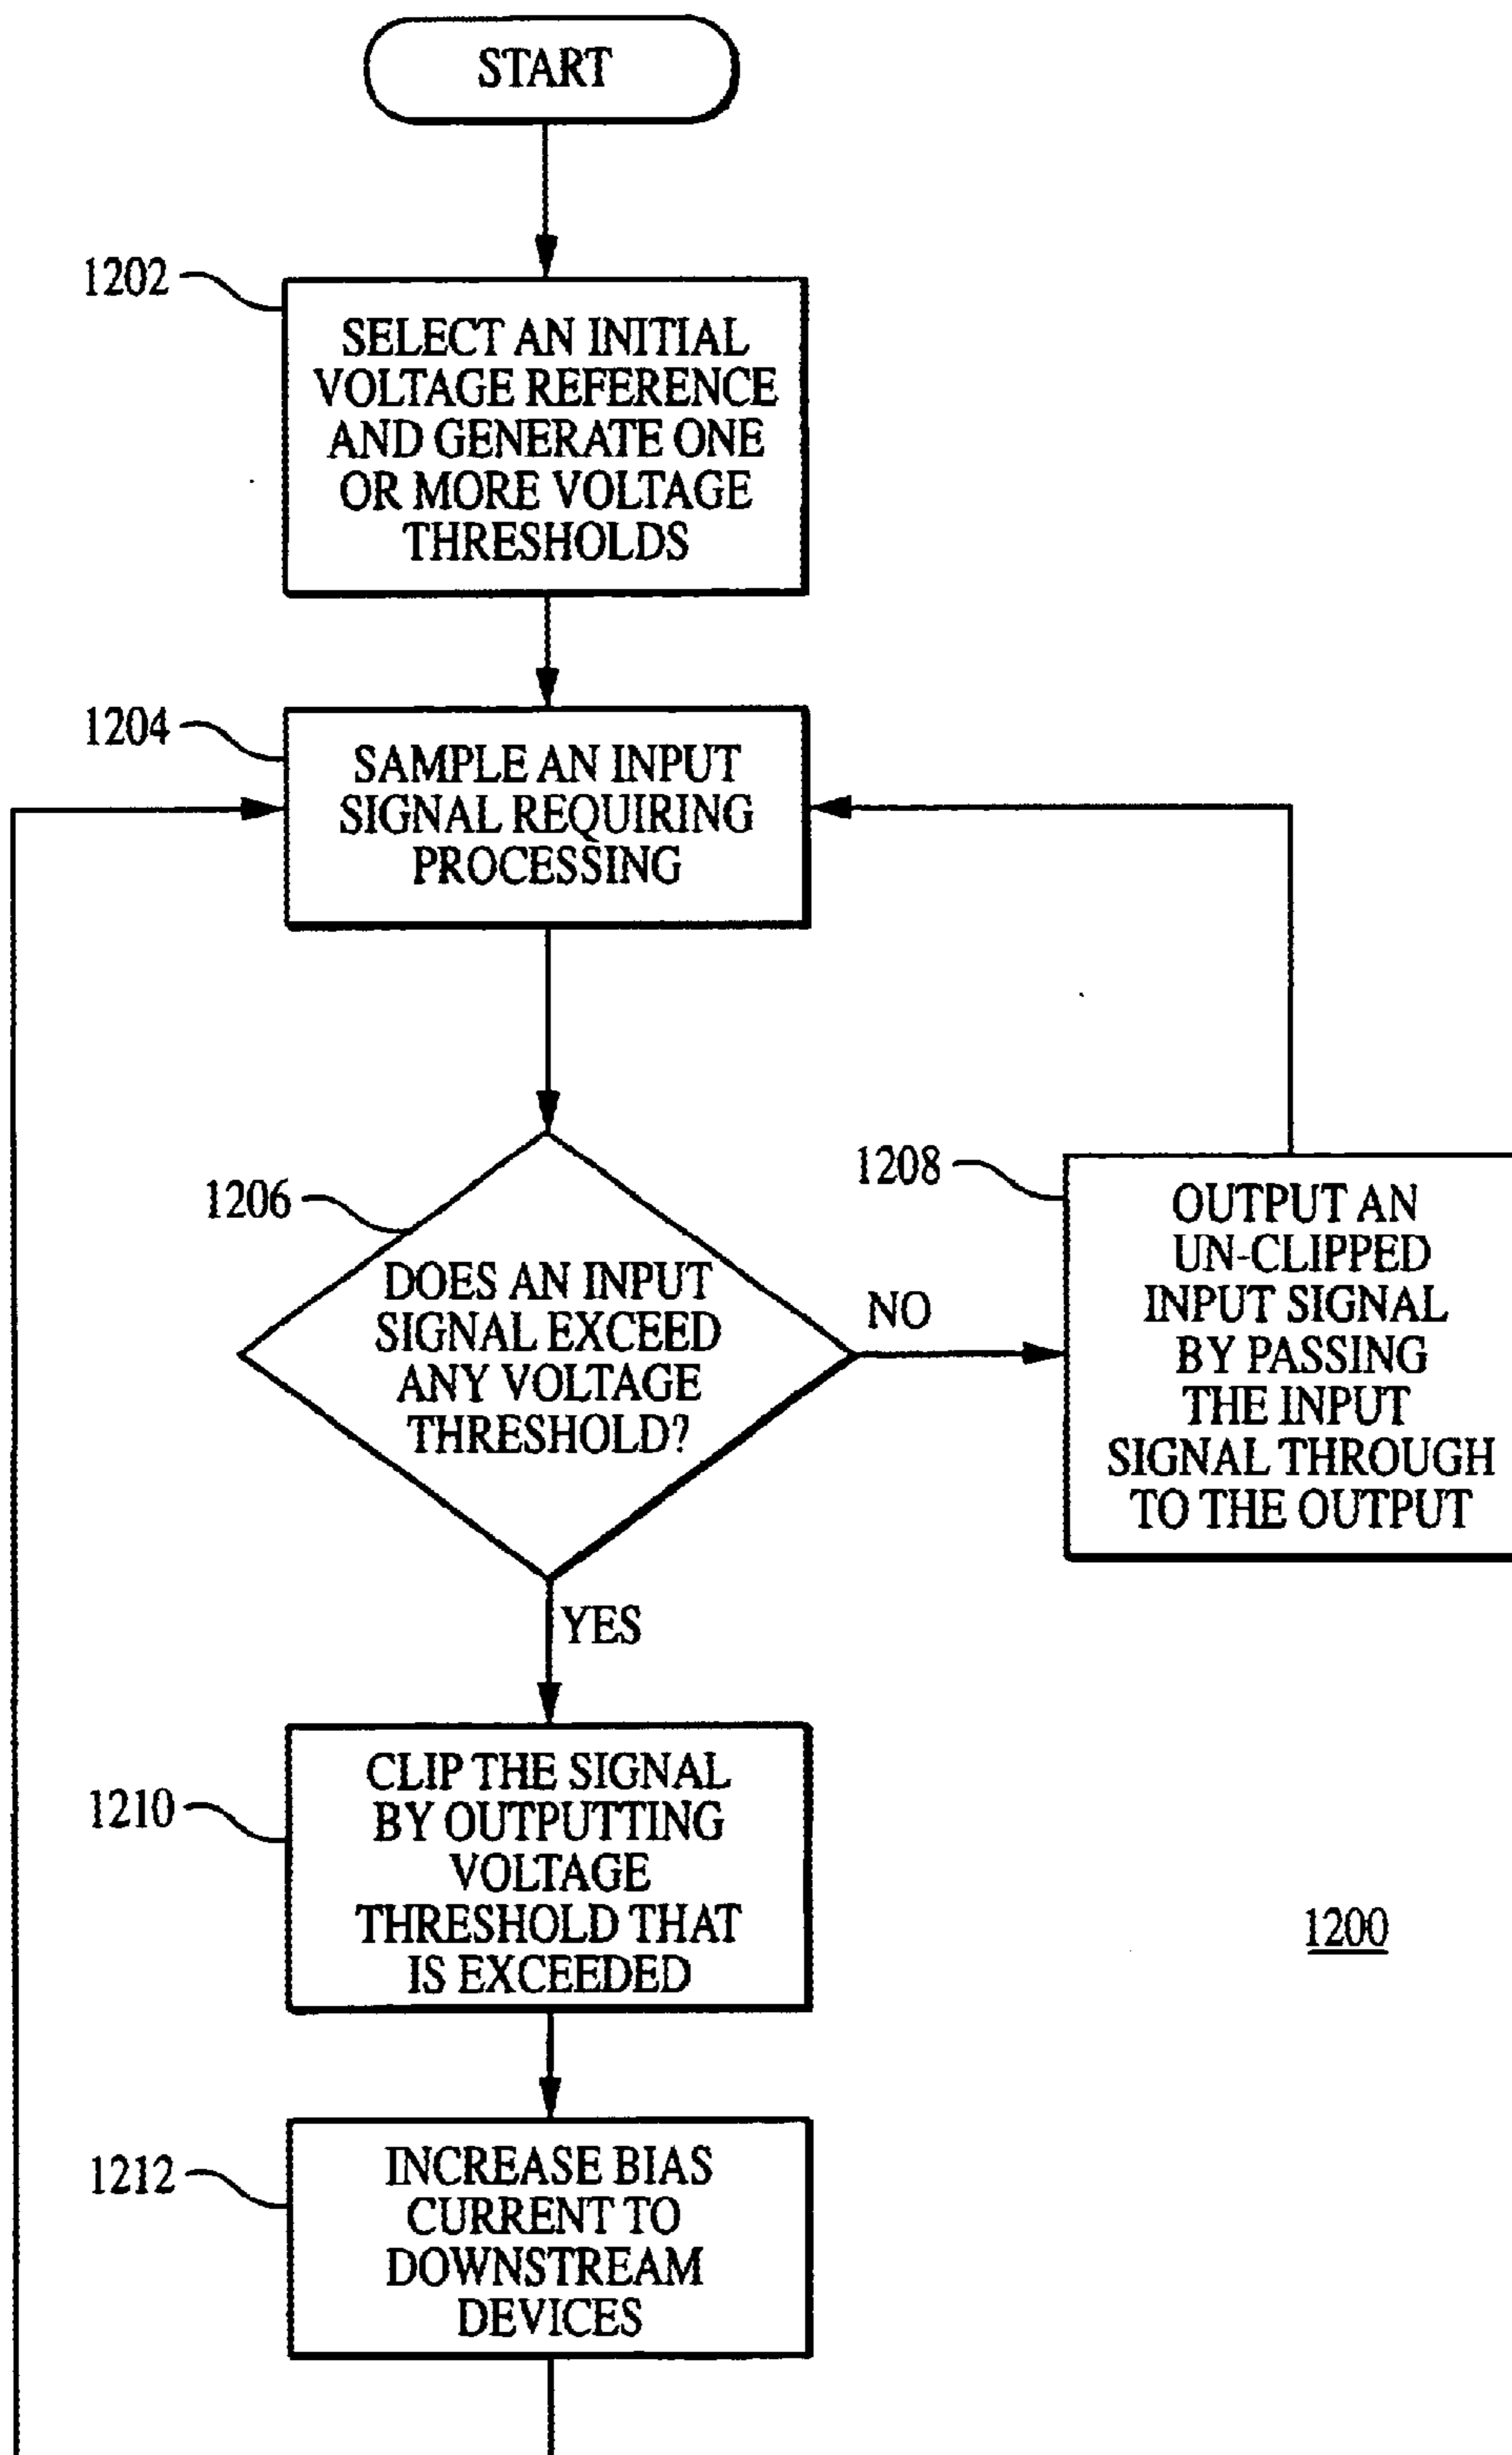 START
1202
SELECT AN INITIAL
VOLTAGE REFERENCE
AND GENERATE ONE
OR MORE VOLTAGE
THRESHOLDS
1204
SAMPLE AN INPUT
SIGNAL REQUIRING
PROCESSING
1206
DOES AN INPUT
SIGNAL EXCEED
ANY VOLTAGE
THRESHOLD?
NO
1208
OUTPUT AN
UN-CLIPPED
INPUT SIGNAL
BY PASSING
THE INPUT
SIGNAL THROUGH
TO THE OUTPUT
YES
1210
CLIP THE SIGNAL
BY OUTPUTTING
VOLTAGE
THRESHOLD THAT
IS EXCEEDED
1200
1212
INCREASE BIAS
CURRENT TO
DOWNSTREAM
DEVICES